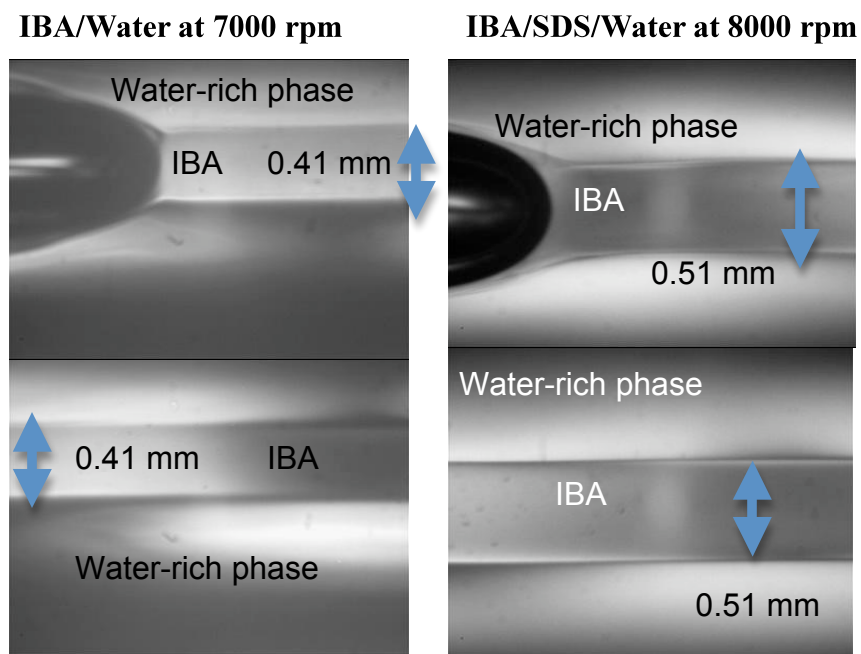 IBA/Water at 7000 rpm
IBA/SDS/Water at 8000 rpm
Water-rich phase
IBA
0.41 mm
Water-rich phase
IBA
0.51 mm
0.41 mm
IBA
Water-rich phase
Water-rich phase
IBA
0.51 mm